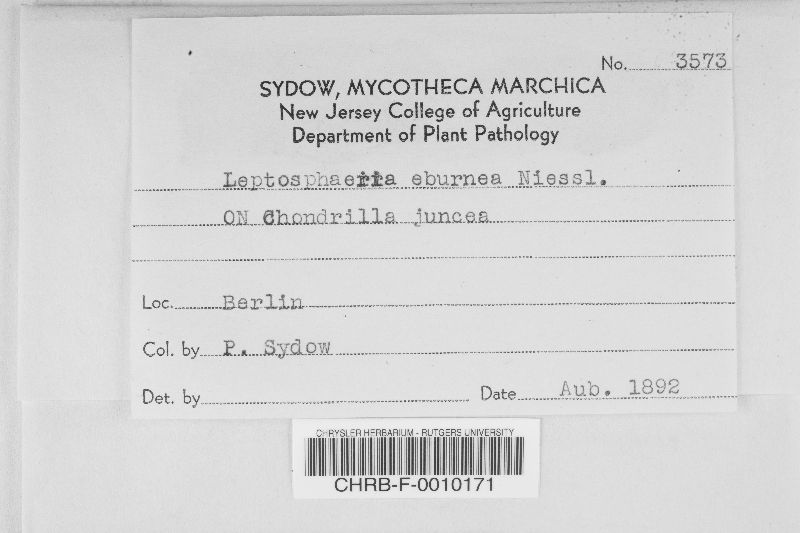 No. 3573
SYDOW, MYCOTHECA MARCHICA
New Jersey College of Agriculture
Department of Plant Pathology
Leptosphaeria eburnea Niessl.
ON Chondrilla juncea
Loc. Berlin
Col. by P. Sydow
Det. by Date Aub. 1892
CHRYSLER HERBARIUM - RUTGERS UNIVERSITY
CHRB-F-0010171